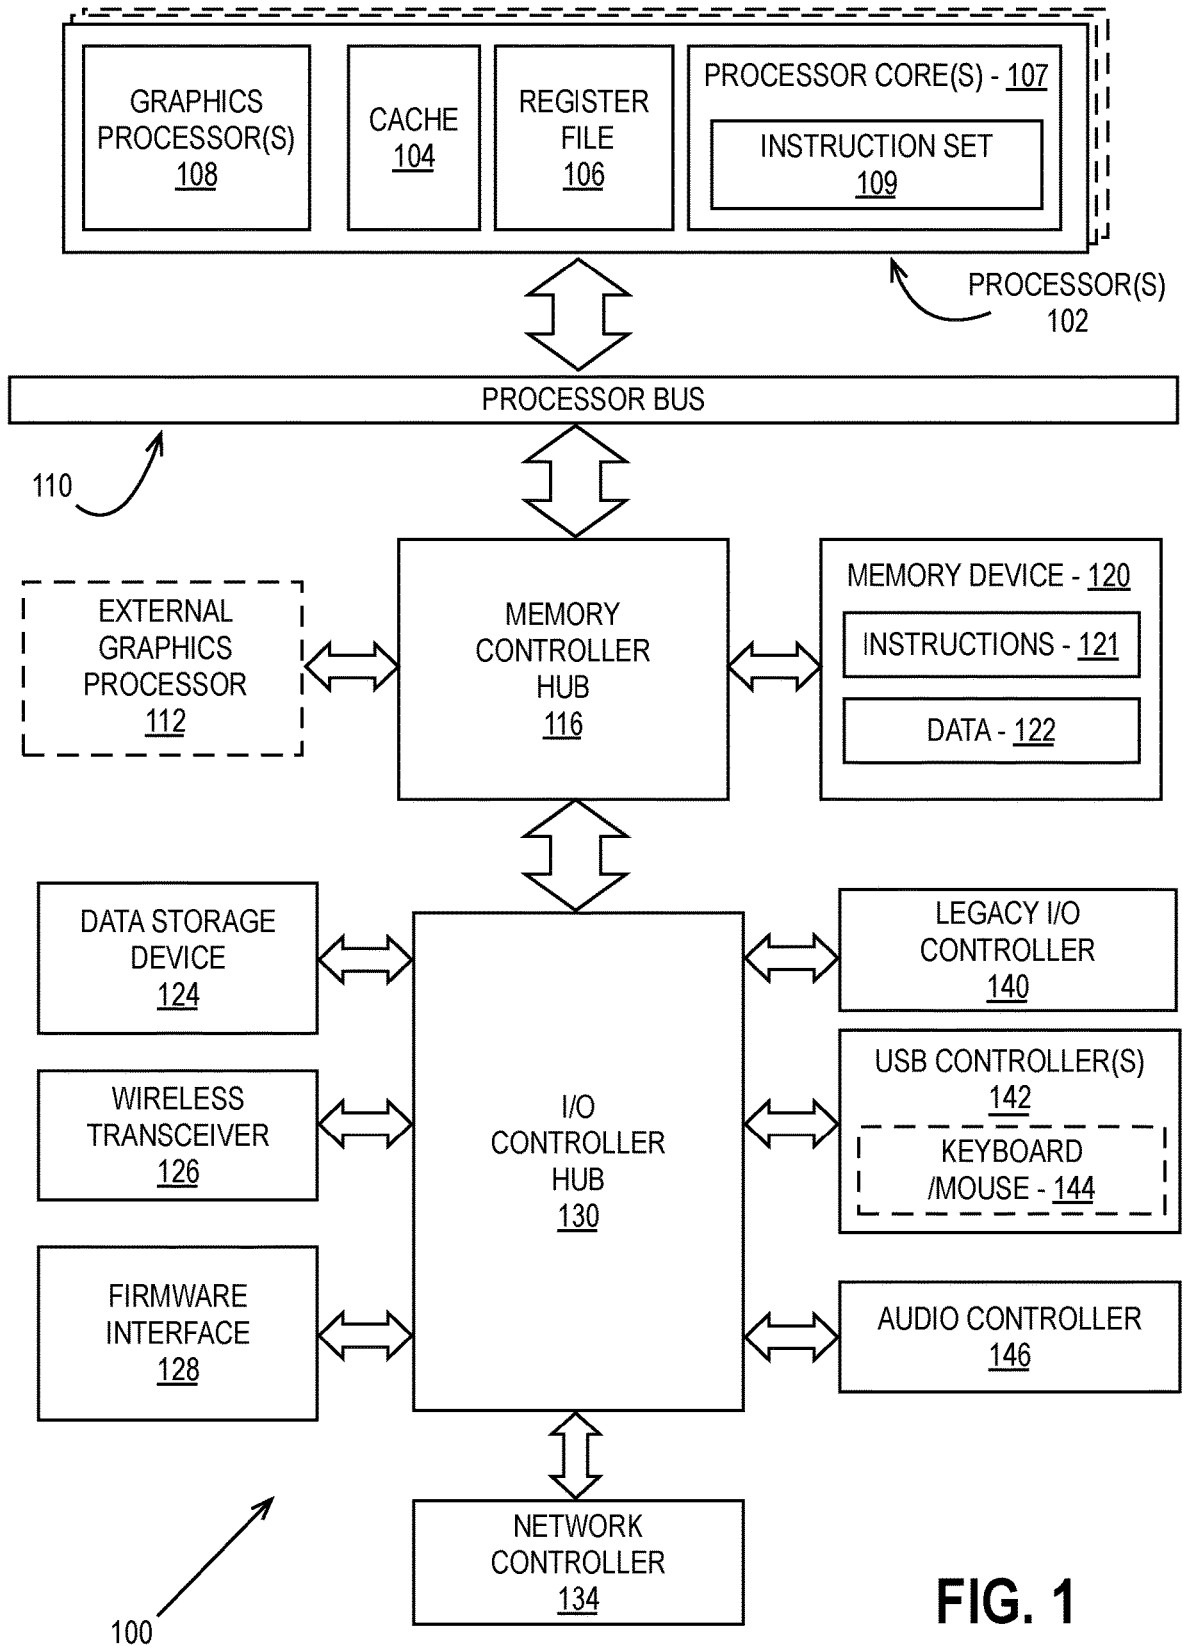 GRAPHICS
PROCESSOR(S)
108
CACHE
104
REGISTER
FILE
106
PROCESSOR CORE(S) - 107
INSTRUCTION SET
109
PROCESSOR(S)
102
PROCESSOR BUS
110
EXTERNAL
GRAPHICS
PROCESSOR
112
MEMORY
CONTROLLER
HUB
116
MEMORY DEVICE - 120
INSTRUCTIONS - 121
DATA - 122
DATA STORAGE
DEVICE
124
WIRELESS
TRANSCEIVER
126
FIRMWARE
INTERFACE
128
I/O
CONTROLLER
HUB
130
LEGACY I/O
CONTROLLER
140
USB CONTROLLER(S)
142
KEYBOARD
/MOUSE - 144
AUDIO CONTROLLER
146
NETWORK
CONTROLLER
134
100
FIG. 1